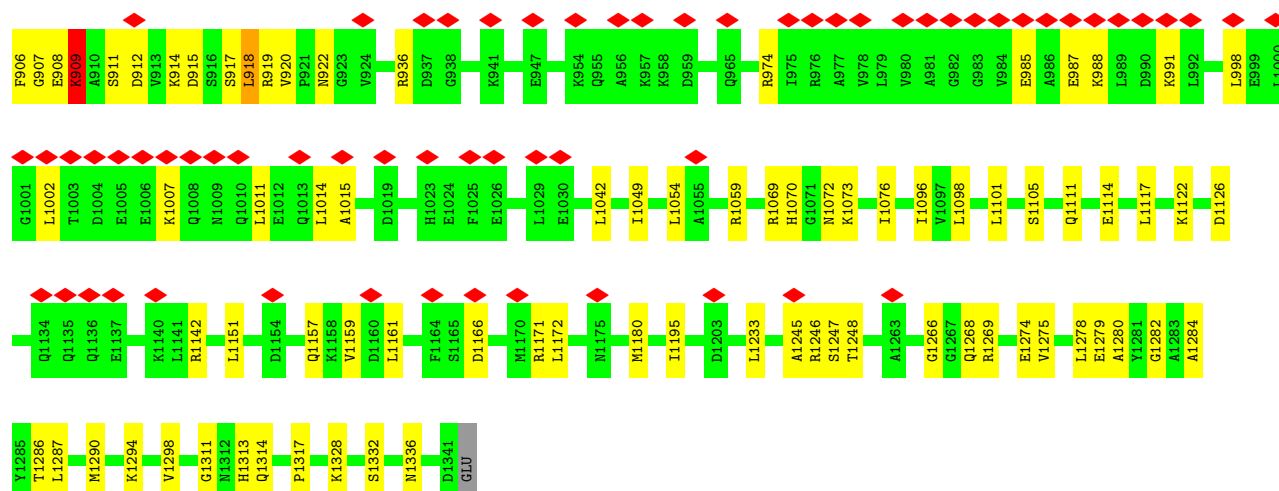 F906 G907 E908 K909 A910 S911 D912 V913 K914 D915 S916 S917 L918 R919 V920 P921 N922 G923 V924 R936 D937 G938 K941 E947 K954 Q955 A956 K957 K958 D959 Q965 R974 I975 R976 A977 V978 L979 V980 A981 G982 G983 V984 E985 A986 E987 K988 L989 D990 K991 L992 L998 E999
G1001 L1002 T1003 D1004 E1005 E1006 K1007 Q1008 N1009 Q1010 L1011 E1012 Q1013 L1014 A1015 D1019 H1023 E1024 F1025 E1026 L1029 E1030 L1042 I1049 L1054 A1055 R1059 R1069 H1070 G1071 N1072 K1073 I1076 I1096 V1097 L1098 L1101 S1105 Q1111 E1114 L1117 K1122 D1126
Q1134 Q1135 Q1136 E1137 K1140 L1141 R1142 L1151 D1154 Q1157 K1158 V1159 D1160 L1161 F1164 S1165 D1166 M1170 R1171 L1172 N1175 M1180 I1195 D1203 L1233 A1245 R1246 S1247 T1248 A1263 G1266 G1267 Q1268 R1269 E1274 V1275 L1278 E1279 A1280 Y1281 G1282 A1283 A1284
Y1285 T1286 L1287 M1290 K1294 V1298 G1311 N1312 H1313 Q1314 P1317 K1328 S1332 N1336 D1341 GLU